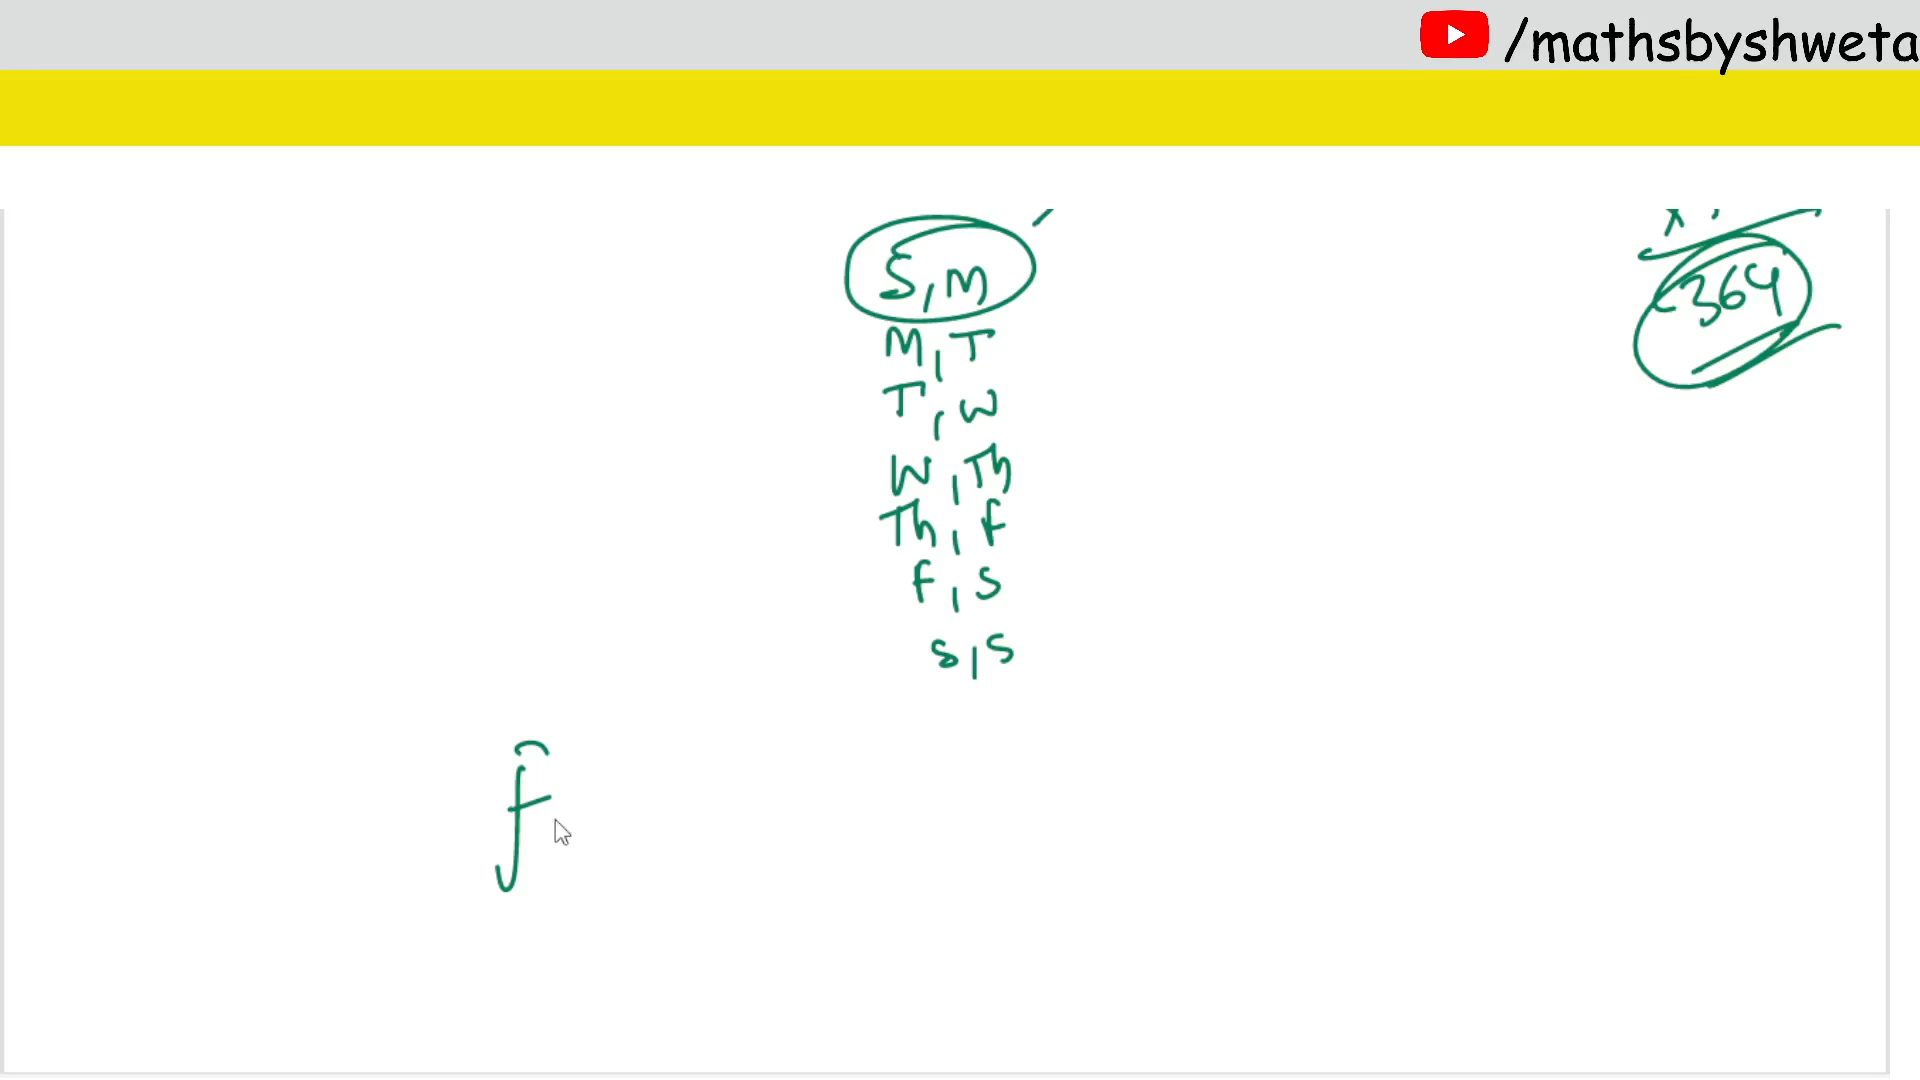 /mathsbyshweta
S, M
364
M, T
T, W
W, Th
Th, F
F, S
S, S
f